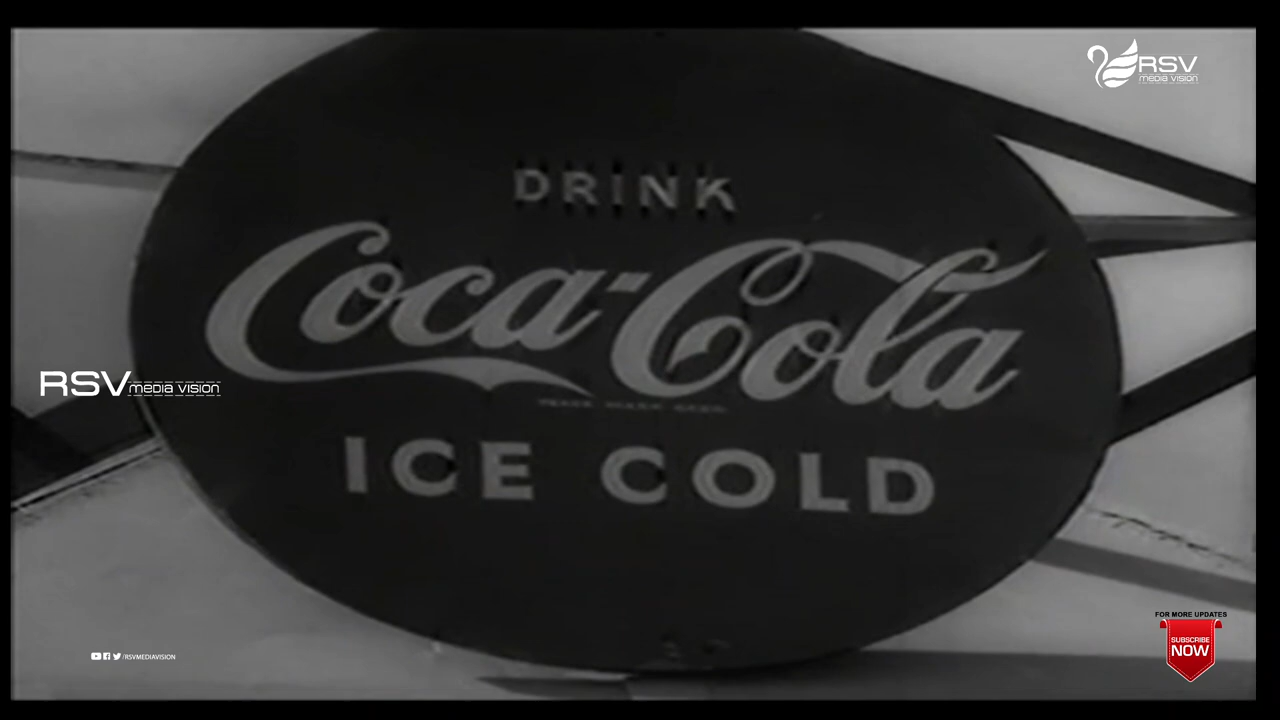 RSV
media vision
DRINK
Coca-Cola
RSV media vision
ICE COLD
FOR MORE UPDATES
SUBSCRIBE
NOW
/RSVMEDIAVISION